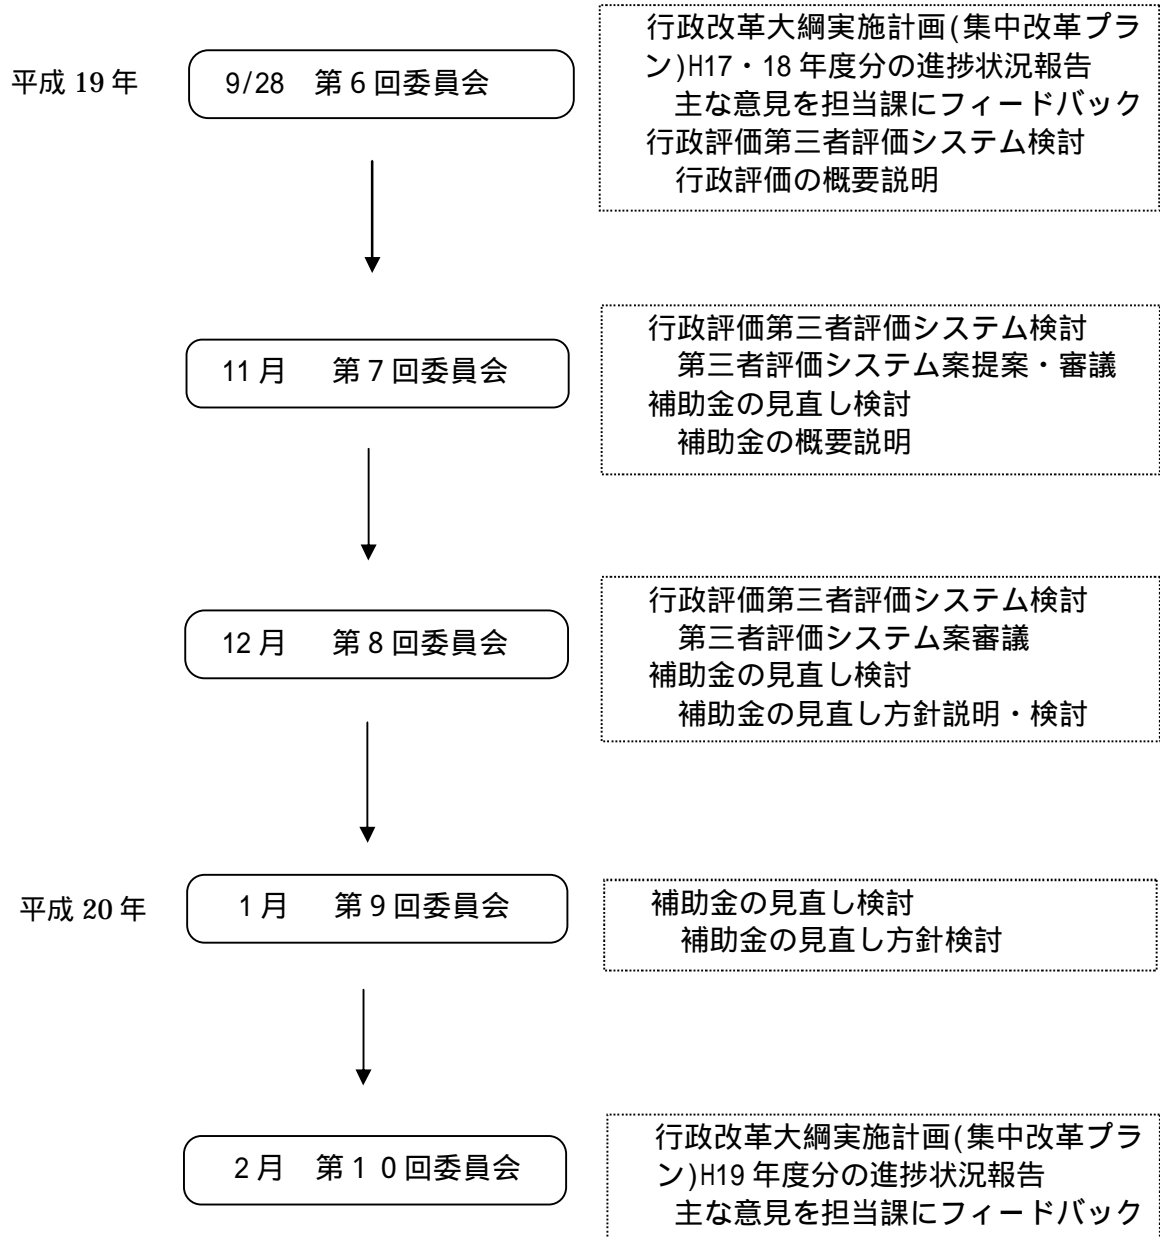 平成 19 年
9/28 第6回委員会
行政改革大綱実施計画(集中改革プラ
ン)H17・18 年度分の進捗状況報告
主な意見を担当課にフィードバック
行政評価第三者評価システム検討
行政評価の概要説明
11 月 第7回委員会
行政評価第三者評価システム検討
第三者評価システム案提案・審議
補助金の見直し検討
補助金の概要説明
12 月 第8回委員会
行政評価第三者評価システム検討
第三者評価システム案審議
補助金の見直し検討
補助金の見直し方針説明・検討
平成 20 年
1月 第9回委員会
補助金の見直し検討
補助金の見直し方針検討
2月 第10回委員会
行政改革大綱実施計画(集中改革プラ
ン)H19 年度分の進捗状況報告
主な意見を担当課にフィードバック